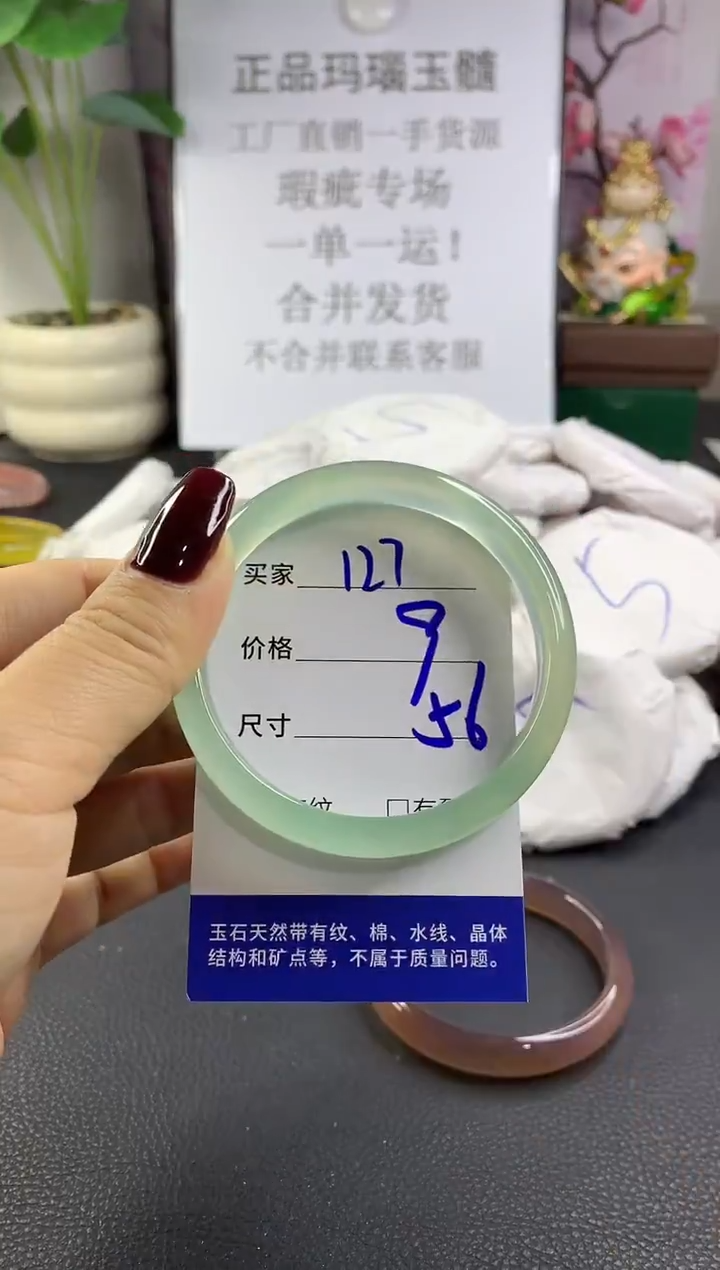 正品玛瑙玉髓
工厂直销一手货源
瑕疵专场
一单一运！
合并发货
不合并联系客服
买家 127
价格 9
尺寸 56
纹 □有
玉石天然带有纹、棉、水线、晶体
结构和矿点等，不属于质量问题。
5